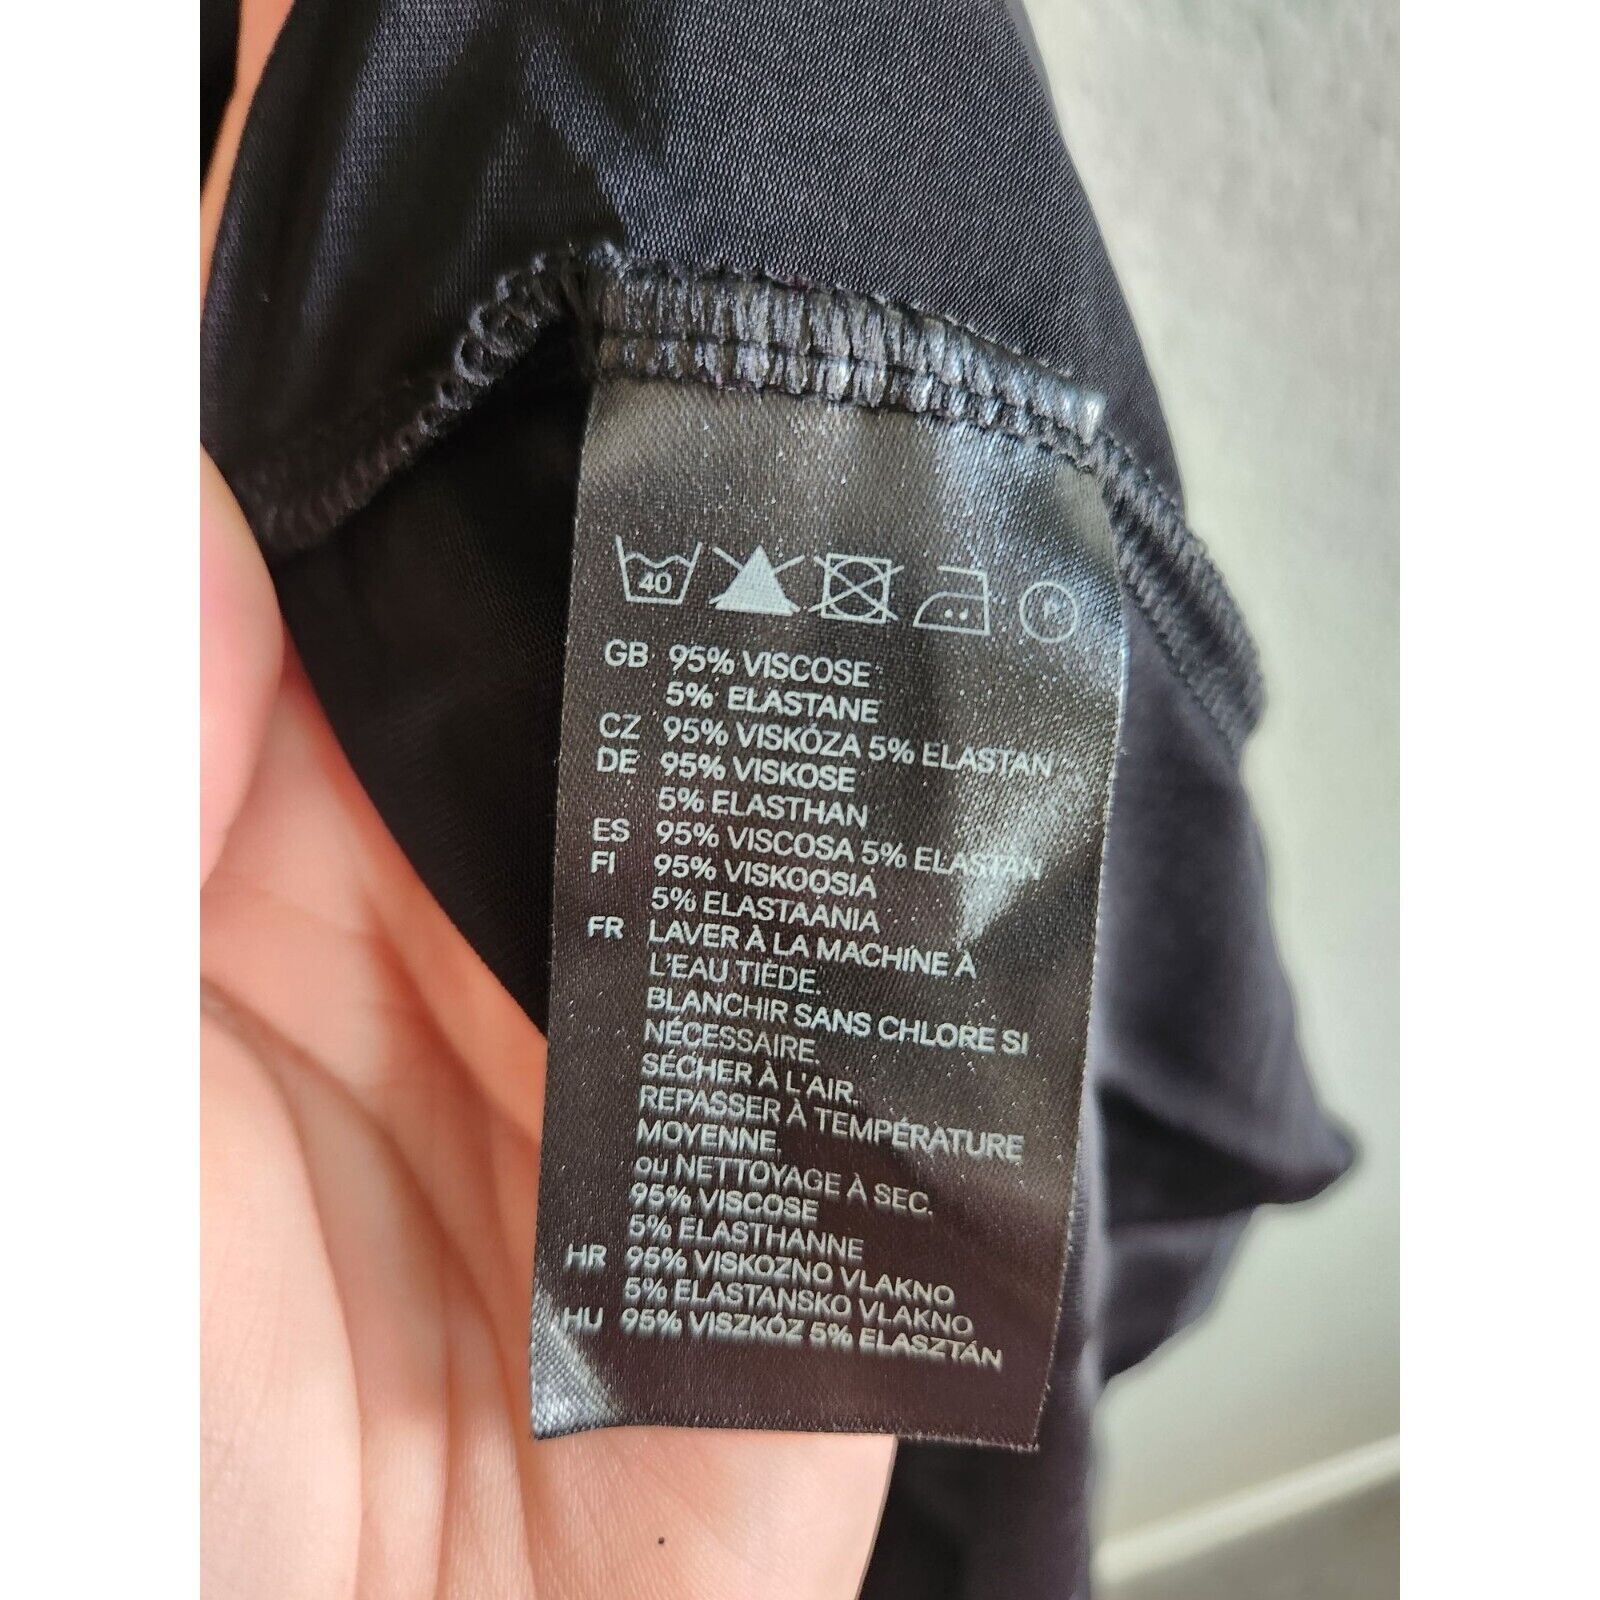 40 P
GB 95% VISCOSE
5% ELASTANE
CZ 95% VISKÓZA 5% ELASTAN
DE 95% VISKOSE
5% ELASTHAN
ES 95% VISCOSA 5% ELASTÁN
FI 95% VISKOOSIA
5% ELASTAANIA
FR LAVER À LA MACHINE À
L'EAU TIÈDE.
BLANCHIR SANS CHLORE SI
NÉCESSAIRE.
SÉCHER À L'AIR.
REPASSER À TEMPÉRATURE
MOYENNE.
OU NETTOYAGE À SEC.
95% VISCOSE
5% ELASTHANNE
HR 95% VISKOZNO VLAKNO
5% ELASTANSKO VLAKNO
HU 95% VISZKÓZ 5% ELASZTÁN